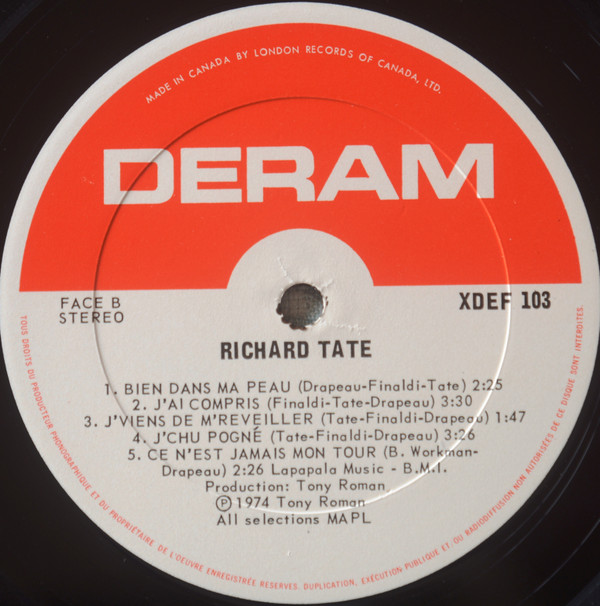 MADE IN CANADA BY LONDON RECORDS OF CANADA, LTD.
DERAM
FACE B
STEREO
XDEF 103
RICHARD TATE
1. BIEN DANS MA PEAU (Drapeau-Finaldi-Tate) 2:25
2. J'AI COMPRIS (Finaldi-Tate-Drapeau) 3:30
3. J'VIENS DE M'REVEILLER (Tate-Finaldi-Drapeau) 1:47
4. J'CHU POGNÉ (Tate-Finaldi-Drapeau) 3:26
5. CE N'EST JAMAIS MON TOUR (B. Workman-
Drapeau) 2:26 Lapapala Music - B.M.I.
Production: Tony Roman
Ⓟ 1974 Tony Roman
All selections MAPL
TOUS DROITS DU PRODUCTEUR PHONOGRAPHIQUE ET DU PROPRIÉTAIRE DE L'OEUVRE ENREGISTRÉE RESERVES. DUPLICATION, EXÉCUTION PUBLIQUE ET/OU RADIODIFFUSION NON AUTORISÉES DE CE DISQUE SONT INTERDITES.